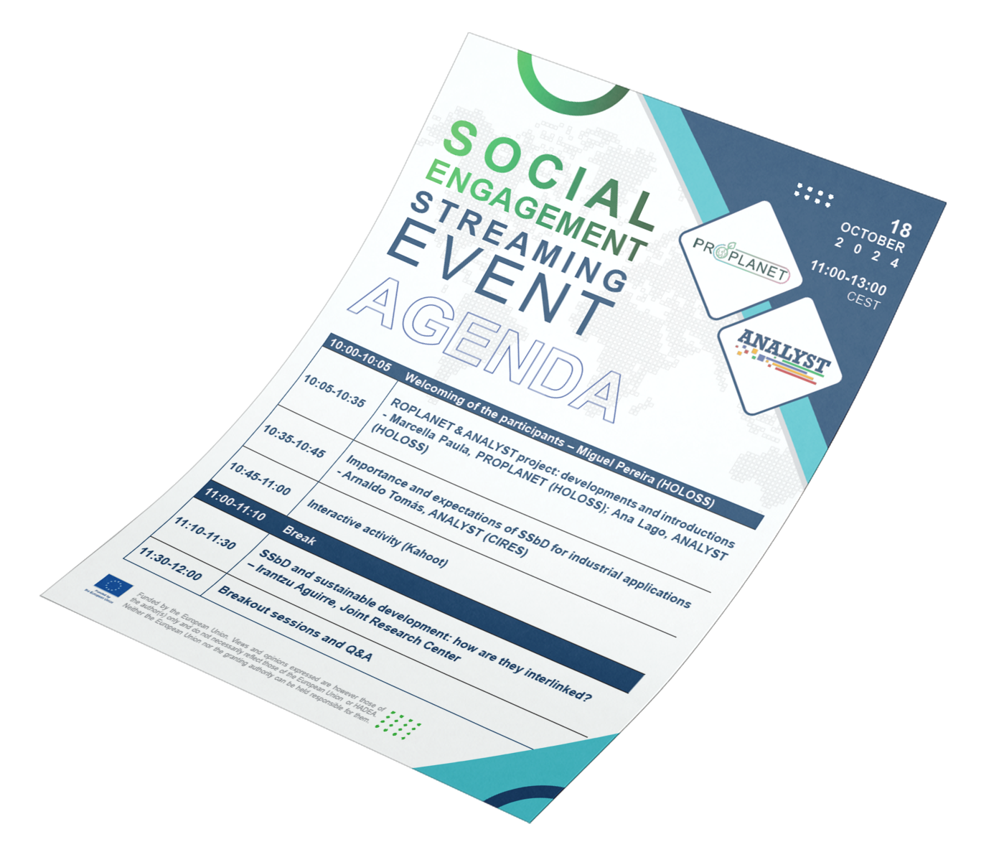 SOCIAL
ENGAGEMENT
STREAMING
EVENT
AGENDA
18
OCTOBER
2024
11:00-13:00
CEST
PROPLANET
ANALYST
10:00-10:05 Welcoming of the participants – Miguel Pereira (HOLOSS)
10:05-10:35 ROPLANET & ANALYST project: developments and introductions
- Marcella Paula, PROPLANET (HOLOSS); Ana Lago, ANALYST
(HOLOSS)
10:35-10:45 Importance and expectations of SSbD for industrial applications
- Arnaldo Tomás, ANALYST (CIRES)
10:45-11:00 Interactive activity (Kahoot)
11:00-11:10 Break
11:10-11:30 SSbD and sustainable development: how are they interlinked?
– Irantzu Aguirre, Joint Research Center
11:30-12:00 Breakout sessions and Q&A
Funded by
the European Union
Funded by the European Union. Views and opinions expressed are however those of
the author(s) only and do not necessarily reflect those of the European Union or HADEA.
Neither the European Union nor the granting authority can be held responsible for them.